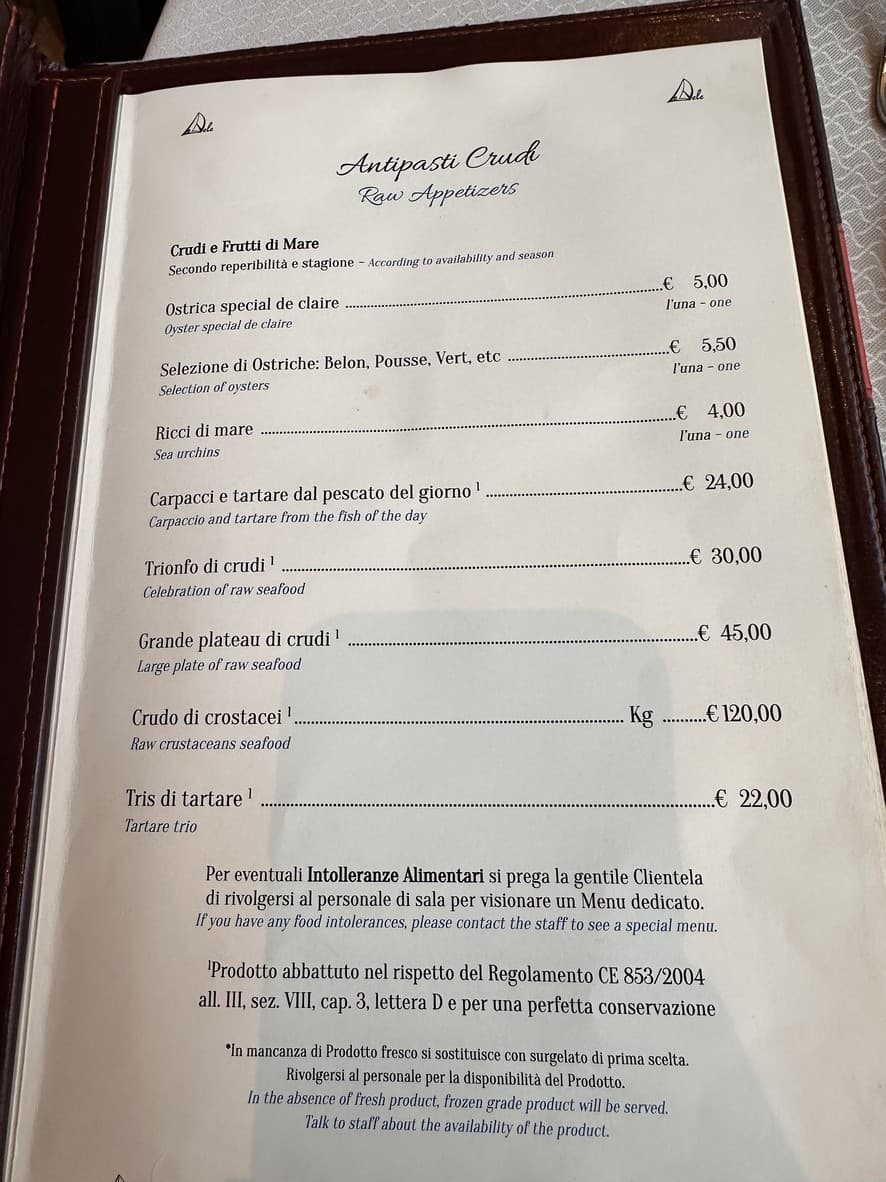 Antipasti Crudi
Raw Appetizers
Crudi e Frutti di Mare
Secondo reperibilità e stagione - According to availability and season
Ostrica special de claire ........ € 5,00
Oyster special de claire l'una - one
Selezione di Ostriche: Belon, Pousse, Vert, etc ........ € 5,50
Selection of oysters l'una - one
Ricci di mare ........ € 4,00
Sea urchins l'una - one
Carpacci e tartare dal pescato del giorno ¹ ........ € 24,00
Carpaccio and tartare from the fish of the day
Trionfo di crudi ¹ ........ € 30,00
Celebration of raw seafood
Grande plateau di crudi ¹ ........ € 45,00
Large plate of raw seafood
Crudo di crostacei ¹ ........ Kg ........ € 120,00
Raw crustaceans seafood
Tris di tartare ¹ ........ € 22,00
Tartare trio
Per eventuali Intolleranze Alimentari si prega la gentile Clientela
di rivolgersi al personale di sala per visionare un Menu dedicato.
If you have any food intolerances, please contact the staff to see a special menu.
¹Prodotto abbattuto nel rispetto del Regolamento CE 853/2004
all. III, sez. VIII, cap. 3, lettera D e per una perfetta conservazione
*In mancanza di Prodotto fresco si sostituisce con surgelato di prima scelta.
Rivolgersi al personale per la disponibilità del Prodotto.
In the absence of fresh product, frozen grade product will be served.
Talk to staff about the availability of the product.